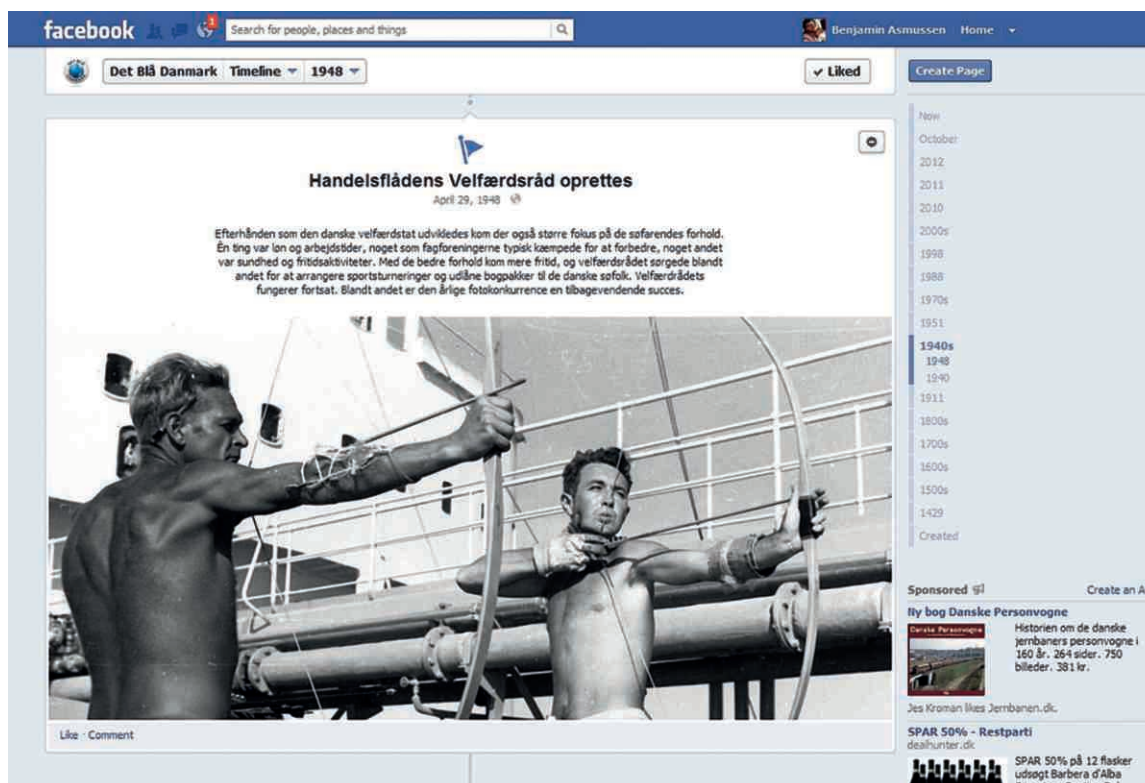 facebook
1
Search for people, places and things
Benjamin Asmussen Home
Det Blå Danmark Timeline 1948
Liked
Create Page
Handelsflådens Velfærdsråd oprettes
April 29, 1948
Efterhånden som den danske velfærdstat udvikledes kom der også større fokus på de søfarendes forhold.
Én ting var løn og arbejdstider, noget som fagforeningerne typisk kæmpede for at forbedre, noget andet
var sundhed og fritidsaktiviteter. Med de bedre forhold kom mere fritid, og velfærdsrådet sørgede blandt
andet for at arrangere sportsturneringer og udlåne bogpakker til de danske søfolk. Velfærdrådets
fungerer fortsat. Blandt andet er den årlige fotokonkurrence en tilbagevendende succes.
Like · Comment
Now
October
2012
2011
2010
2000s
1998
1988
1970s
1951
1940s
1948
1940
1911
1800s
1700s
1600s
1500s
1429
Created
Sponsored
Create an A
Ny bog Danske Personvogne
Danske Personvogne
Historien om de danske
jernbaners personvogne i
160 år. 264 sider. 750
billeder. 381 kr.
Jes Kroman likes Jernbanen.dk.
SPAR 50% - Restparti
dealhunter.dk
SPAR 50% på 12 flasker
udsøgt Barbera d'Alba